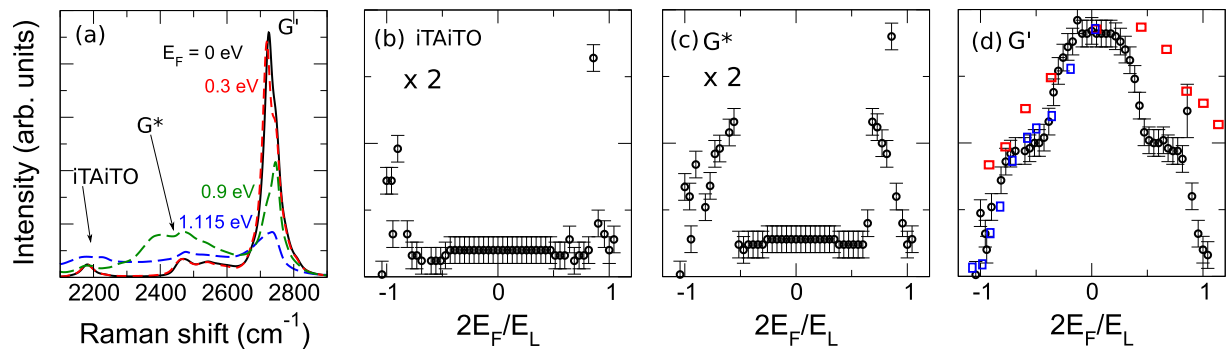 (a)
G'
E_F = 0 eV
0.3 eV
G*
iTAiTO
0.9 eV
1.115 eV
Intensity (arb. units)
2200 2400 2600 2800
Raman shift (cm⁻¹)
(b) iTAiTO
x 2
-1 0 1
2E_F/E_L
(c) G*
x 2
-1 0 1
2E_F/E_L
(d) G'
-1 0 1
2E_F/E_L